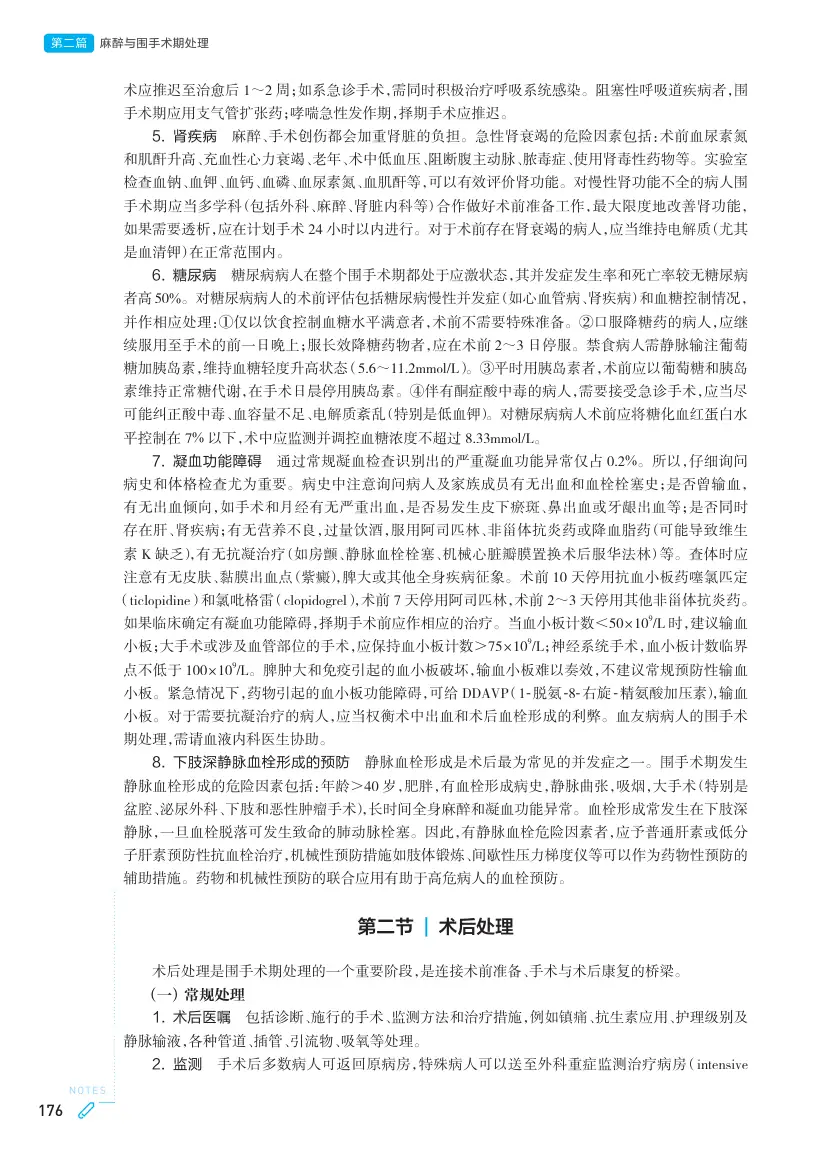 第二篇 麻醉与围手术期处理
术应推迟至治愈后 1～2 周;如系急诊手术,需同时积极治疗呼吸系统感染。阻塞性呼吸道疾病者,围
手术期应用支气管扩张药;哮喘急性发作期,择期手术应推迟。
5. 肾疾病 麻醉、手术创伤都会加重肾脏的负担。急性肾衰竭的危险因素包括:术前血尿素氮
和肌酐升高、充血性心力衰竭、老年、术中低血压、阻断腹主动脉、脓毒症、使用肾毒性药物等。实验室
检查血钠、血钾、血钙、血磷、血尿素氮、血肌酐等,可以有效评价肾功能。对慢性肾功能不全的病人围
手术期应当多学科(包括外科、麻醉、肾脏内科等)合作做好术前准备工作,最大限度地改善肾功能,
如果需要透析,应在计划手术 24 小时以内进行。对于术前存在肾衰竭的病人,应当维持电解质(尤其
是血清钾)在正常范围内。
6. 糖尿病 糖尿病病人在整个围手术期都处于应激状态,其并发症发生率和死亡率较无糖尿病
者高 50%。对糖尿病病人的术前评估包括糖尿病慢性并发症(如心血管病、肾疾病)和血糖控制情况,
并作相应处理:①仅以饮食控制血糖水平满意者,术前不需要特殊准备。②口服降糖药的病人,应继
续服用至手术的前一日晚上;服长效降糖药物者,应在术前 2～3 日停服。禁食病人需静脉输注葡萄
糖加胰岛素,维持血糖轻度升高状态(5.6～11.2mmol/L)。③平时用胰岛素者,术前应以葡萄糖和胰岛
素维持正常糖代谢,在手术日晨停用胰岛素。④伴有酮症酸中毒的病人,需要接受急诊手术,应当尽
可能纠正酸中毒、血容量不足、电解质紊乱(特别是低血钾)。对糖尿病病人术前应将糖化血红蛋白水
平控制在 7% 以下,术中应监测并调控血糖浓度不超过 8.33mmol/L。
7. 凝血功能障碍 通过常规凝血检查识别出的严重凝血功能异常仅占 0.2%。所以,仔细询问
病史和体格检查尤为重要。病史中注意询问病人及家族成员有无出血和血栓栓塞史;是否曾输血,
有无出血倾向,如手术和月经有无严重出血,是否易发生皮下瘀斑、鼻出血或牙龈出血等;是否同时
存在肝、肾疾病;有无营养不良,过量饮酒,服用阿司匹林、非甾体抗炎药或降血脂药(可能导致维生
素 K 缺乏),有无抗凝治疗(如房颤、静脉血栓栓塞、机械心脏瓣膜置换术后服华法林)等。查体时应
注意有无皮肤、黏膜出血点(紫癜),脾大或其他全身疾病征象。术前 10 天停用抗血小板药噻氯匹定
(ticlopidine)和氯吡格雷(clopidogrel),术前 7 天停用阿司匹林,术前 2～3 天停用其他非甾体抗炎药。
如果临床确定有凝血功能障碍,择期手术前应作相应的治疗。当血小板计数＜50×10⁹/L 时,建议输血
小板;大手术或涉及血管部位的手术,应保持血小板计数＞75×10⁹/L;神经系统手术,血小板计数临界
点不低于 100×10⁹/L。脾肿大和免疫引起的血小板破坏,输血小板难以奏效,不建议常规预防性输血
小板。紧急情况下,药物引起的血小板功能障碍,可给 DDAVP(1-脱氨-8-右旋-精氨酸加压素),输血
小板。对于需要抗凝治疗的病人,应当权衡术中出血和术后血栓形成的利弊。血友病病人的围手术
期处理,需请血液内科医生协助。
8. 下肢深静脉血栓形成的预防 静脉血栓形成是术后最为常见的并发症之一。围手术期发生
静脉血栓形成的危险因素包括:年龄＞40 岁,肥胖,有血栓形成病史,静脉曲张,吸烟,大手术(特别是
盆腔、泌尿外科、下肢和恶性肿瘤手术),长时间全身麻醉和凝血功能异常。血栓形成常发生在下肢深
静脉,一旦血栓脱落可发生致命的肺动脉栓塞。因此,有静脉血栓危险因素者,应予普通肝素或低分
子肝素预防性抗血栓治疗,机械性预防措施如肢体锻炼、间歇性压力梯度仪等可以作为药物性预防的
辅助措施。药物和机械性预防的联合应用有助于高危病人的血栓预防。
第二节 | 术后处理
术后处理是围手术期处理的一个重要阶段,是连接术前准备、手术与术后康复的桥梁。
(一) 常规处理
1. 术后医嘱 包括诊断、施行的手术、监测方法和治疗措施,例如镇痛、抗生素应用、护理级别及
静脉输液,各种管道、插管、引流物、吸氧等处理。
2. 监测 手术后多数病人可返回原病房,特殊病人可以送至外科重症监测治疗病房(intensive
NOTES
176